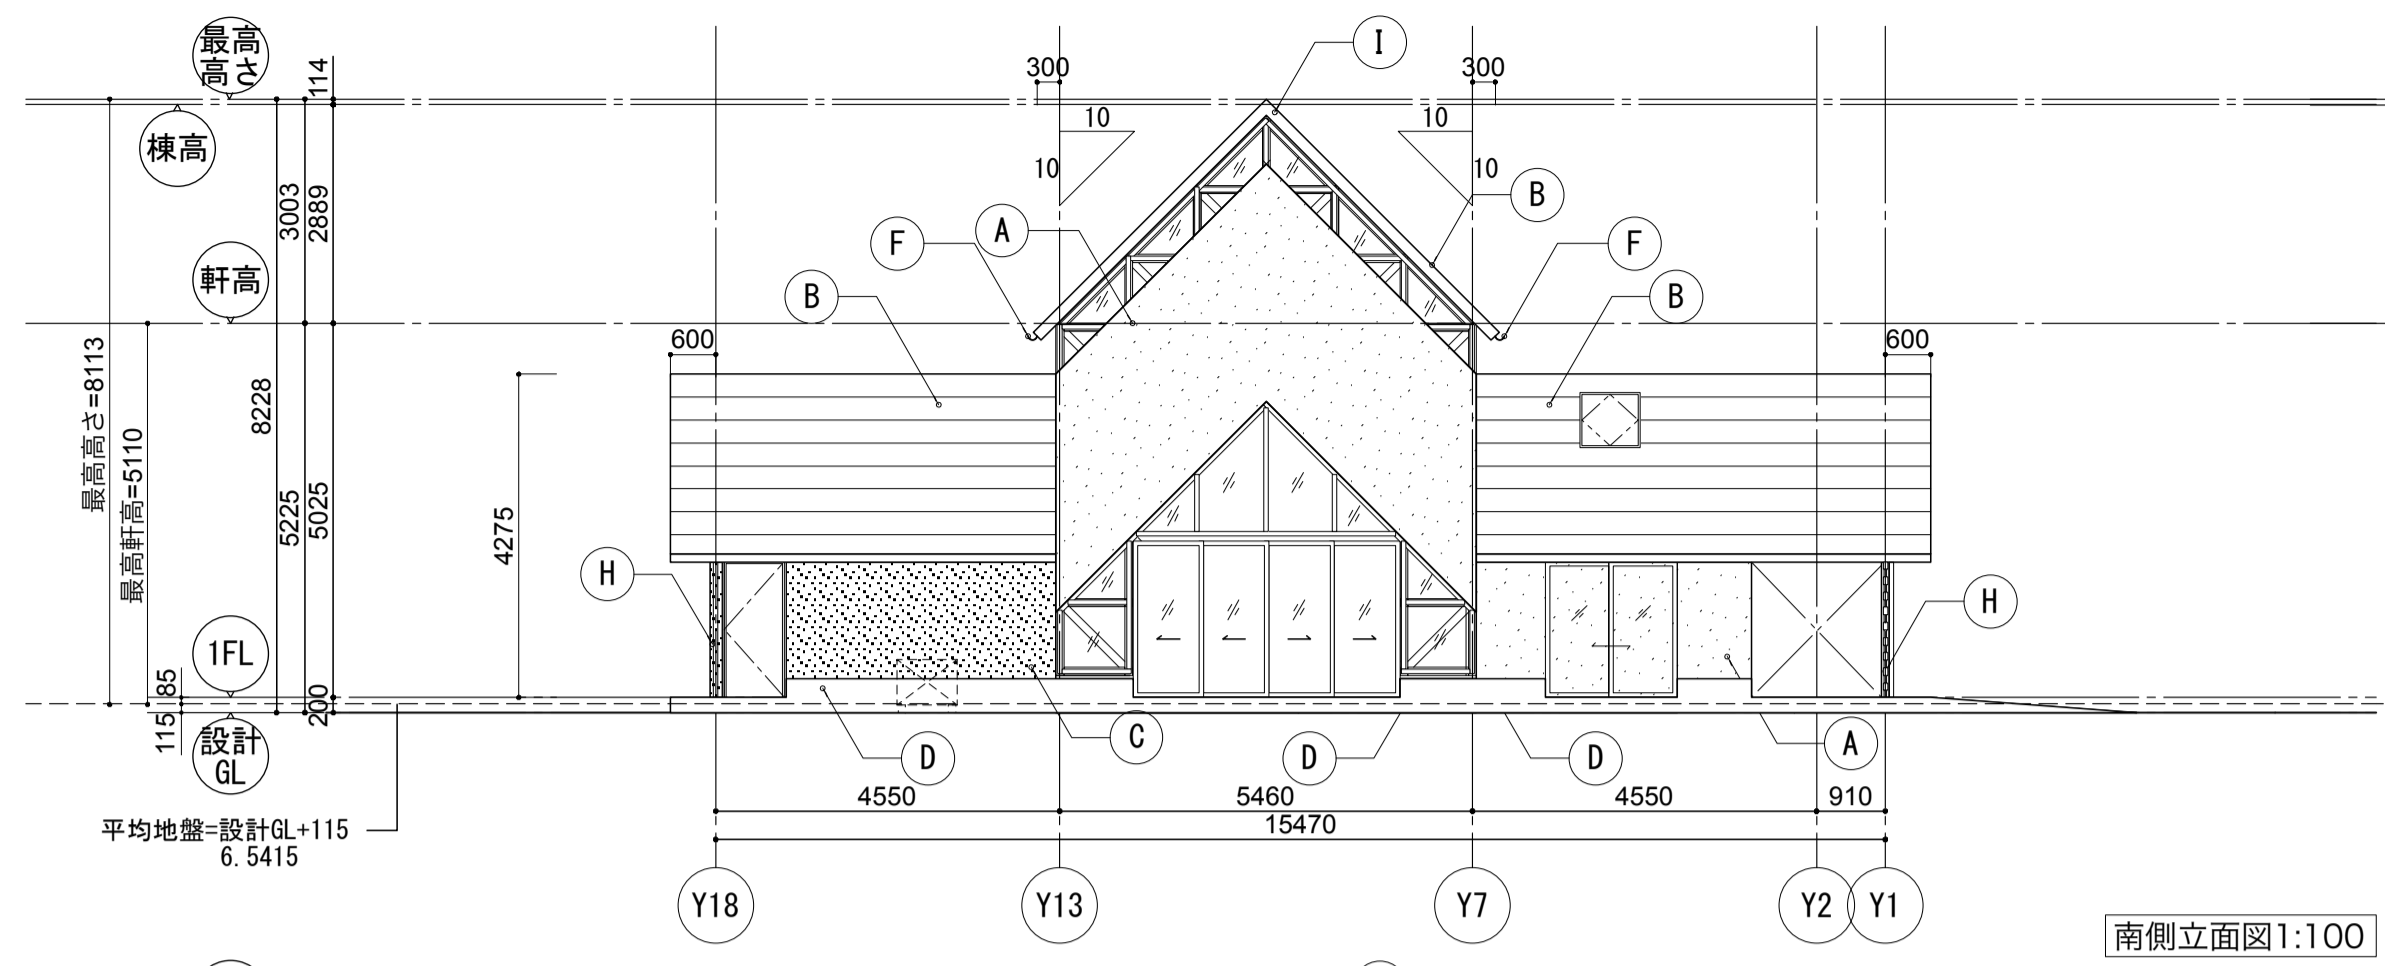 最高
高さ
棟高
軒高
1FL
設計
GL
114
3003
2889
8228
5225
5025
85
115
200
最高高さ=8113
最高軒高=5110
4275
平均地盤=設計GL+115
6.5415
300
300
10
10
10
10
I
B
F
A
F
B
B
600
600
H
H
C
D
D
D
A
4550
5460
4550
910
15470
Y18
Y13
Y7
Y2
Y1
南側立面図1:100